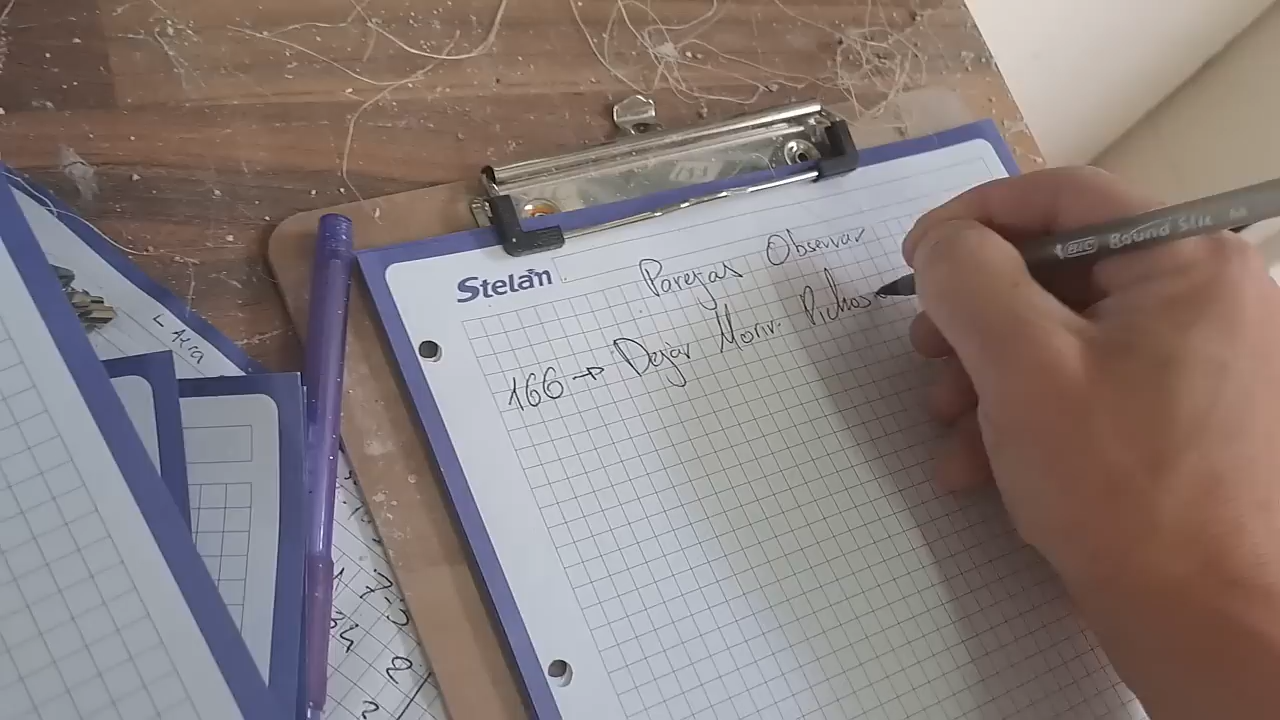 Stelan
Parejas Observar
166 → Dejar Morir. Pichos
BIC Round Stic M